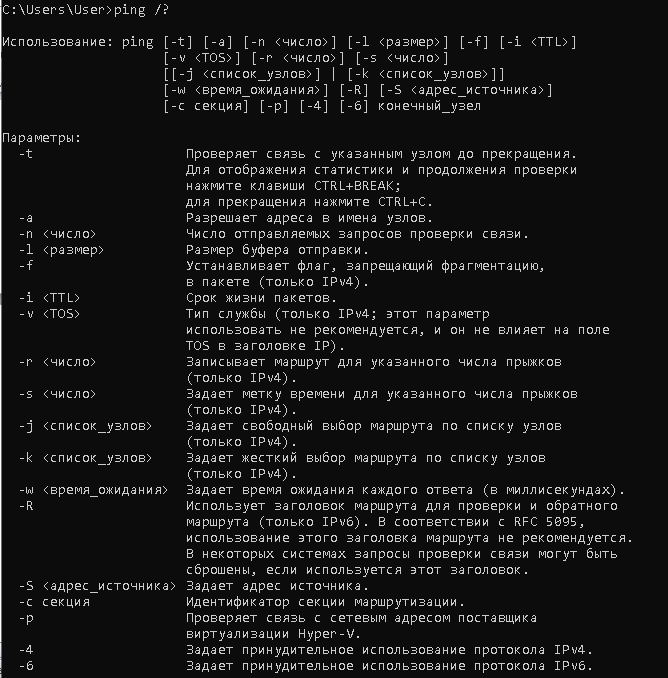 C:\Users\User>ping /?
Использование: ping [-t] [-a] [-n <число>] [-l <размер>] [-f] [-i <TTL>]
[-v <TOS>] [-r <число>] [-s <число>]
[[-j <список_узлов>] | [-k <список_узлов>]]
[-w <время_ожидания>] [-R] [-S <адрес_источника>]
[-c секция] [-p] [-4] [-6] конечный_узел
Параметры:
-t Проверяет связь с указанным узлом до прекращения.
Для отображения статистики и продолжения проверки
нажмите клавиши CTRL+BREAK;
для прекращения нажмите CTRL+C.
-a Разрешает адреса в имена узлов.
-n <число> Число отправляемых запросов проверки связи.
-l <размер> Размер буфера отправки.
-f Устанавливает флаг, запрещающий фрагментацию,
в пакете (только IPv4).
-i <TTL> Срок жизни пакетов.
-v <TOS> Тип службы (только IPv4; этот параметр
использовать не рекомендуется, и он не влияет на поле
TOS в заголовке IP).
-r <число> Записывает маршрут для указанного числа прыжков
(только IPv4).
-s <число> Задает метку времени для указанного числа прыжков
(только IPv4).
-j <список_узлов> Задает свободный выбор маршрута по списку узлов
(только IPv4).
-k <список_узлов> Задает жесткий выбор маршрута по списку узлов
(только IPv4).
-w <время_ожидания> Задает время ожидания каждого ответа (в миллисекундах).
-R Использует заголовок маршрута для проверки и обратного
маршрута (только IPv6). В соответствии с RFC 5095,
использование этого заголовка маршрута не рекомендуется.
В некоторых системах запросы проверки связи могут быть
сброшены, если используется этот заголовок.
-S <адрес_источника> Задает адрес источника.
-c секция Идентификатор секции маршрутизации.
-p Проверяет связь с сетевым адресом поставщика
виртуализации Hyper-V.
-4 Задает принудительное использование протокола IPv4.
-6 Задает принудительное использование протокола IPv6.